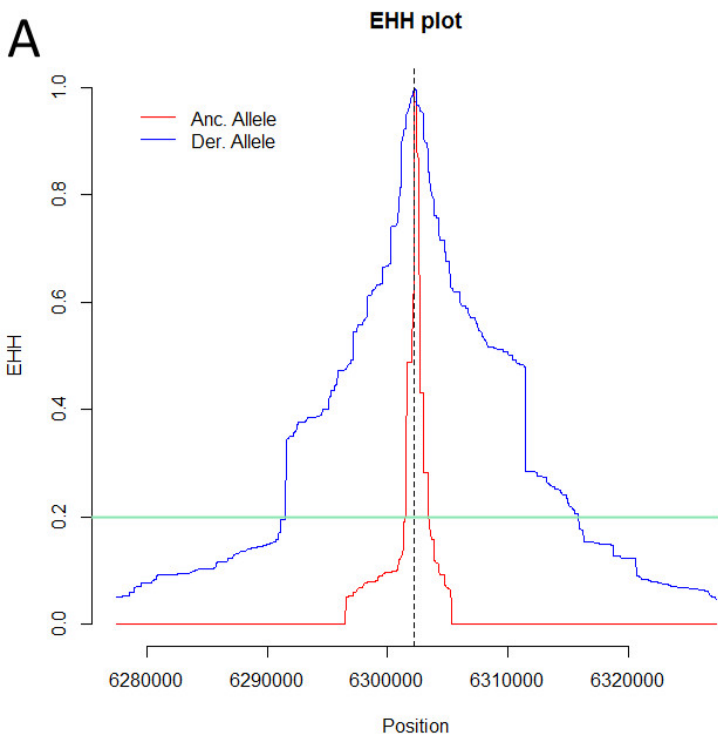 A
EHH plot
Anc. Allele
Der. Allele
EHH
1.0
0.8
0.6
0.4
0.2
0.0
6280000 6290000 6300000 6310000 6320000
Position